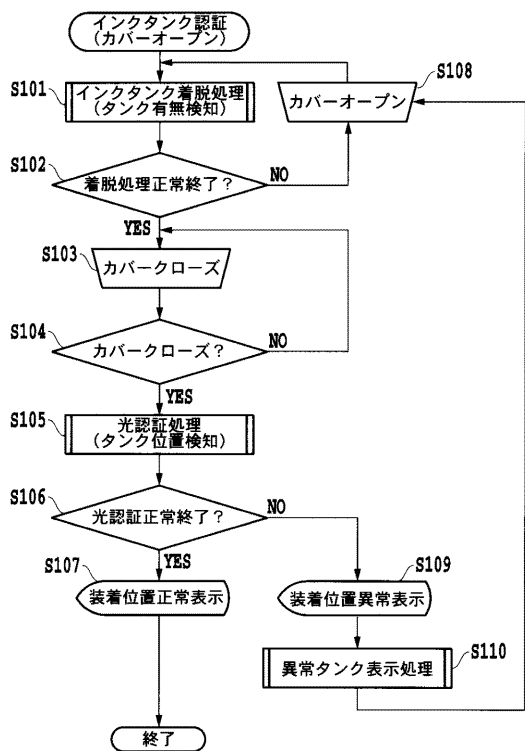 インクタンク認証
(カバーオープン)
S101
インクタンク着脱処理
(タンク有無検知)
S108
カバーオープン
S102
着脱処理正常終了?
NO
YES
S103
カバークローズ
S104
カバークローズ?
NO
YES
S105
光認証処理
(タンク位置検知)
S106
光認証正常終了?
NO
YES
S107
装着位置正常表示
S109
装着位置異常表示
異常タンク表示処理
S110
終了